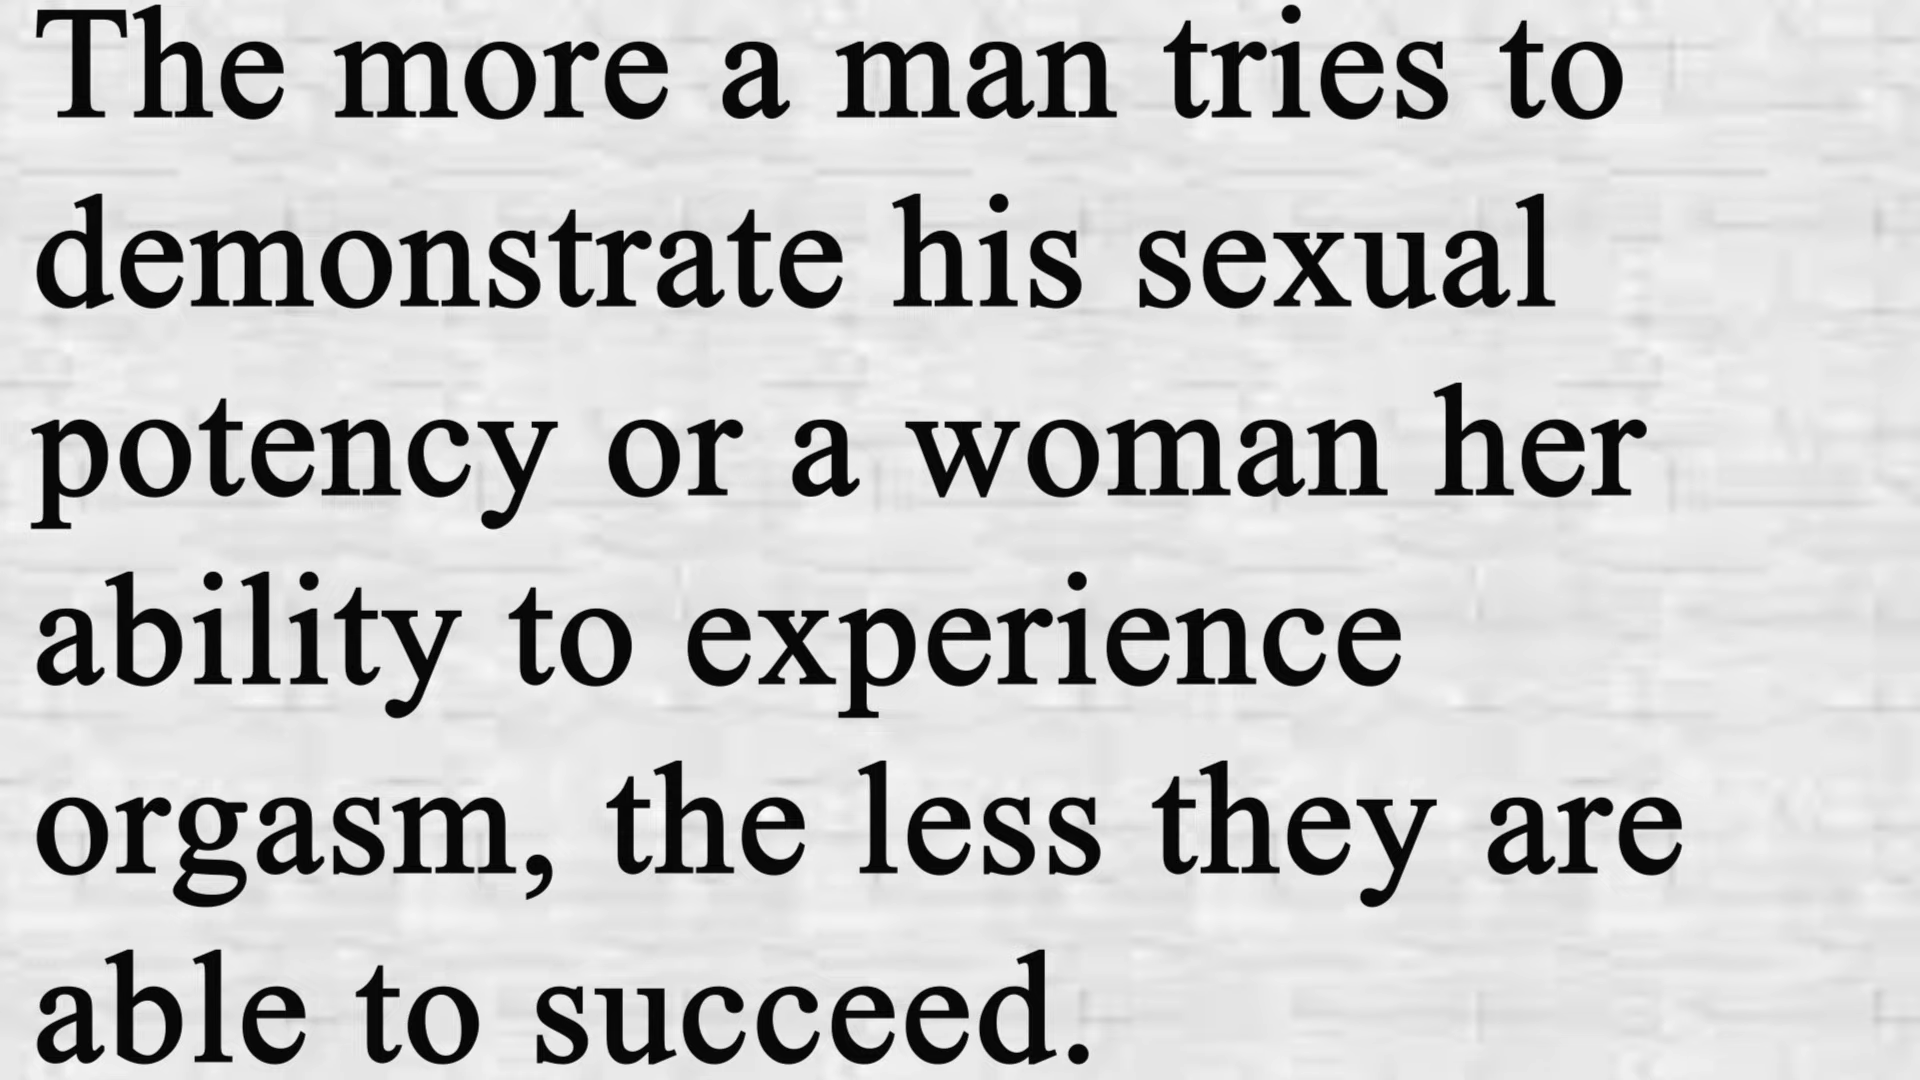 The more a man tries to
demonstrate his sexual
potency or a woman her
ability to experience
orgasm, the less they are
able to succeed.